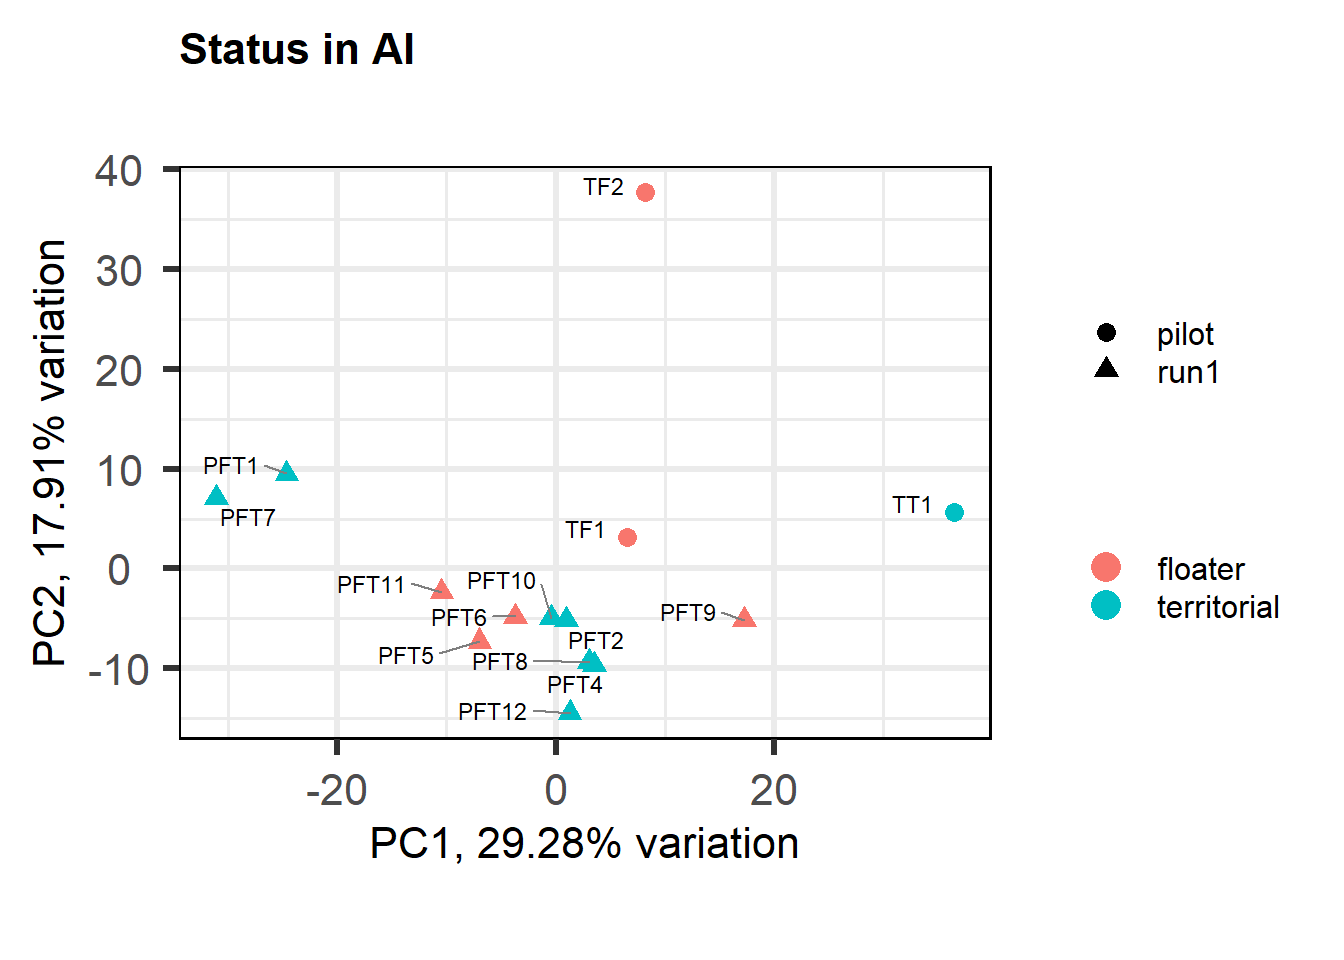 Status in AI
40
30
20
10
0
-10
PC2, 17.91% variation
TF2
PFT1
PFT7
TT1
TF1
PFT11
PFT10
PFT6
PFT9
PFT5
PFT2
PFT8
PFT4
PFT12
-20
0
20
PC1, 29.28% variation
pilot
run1
floater
territorial